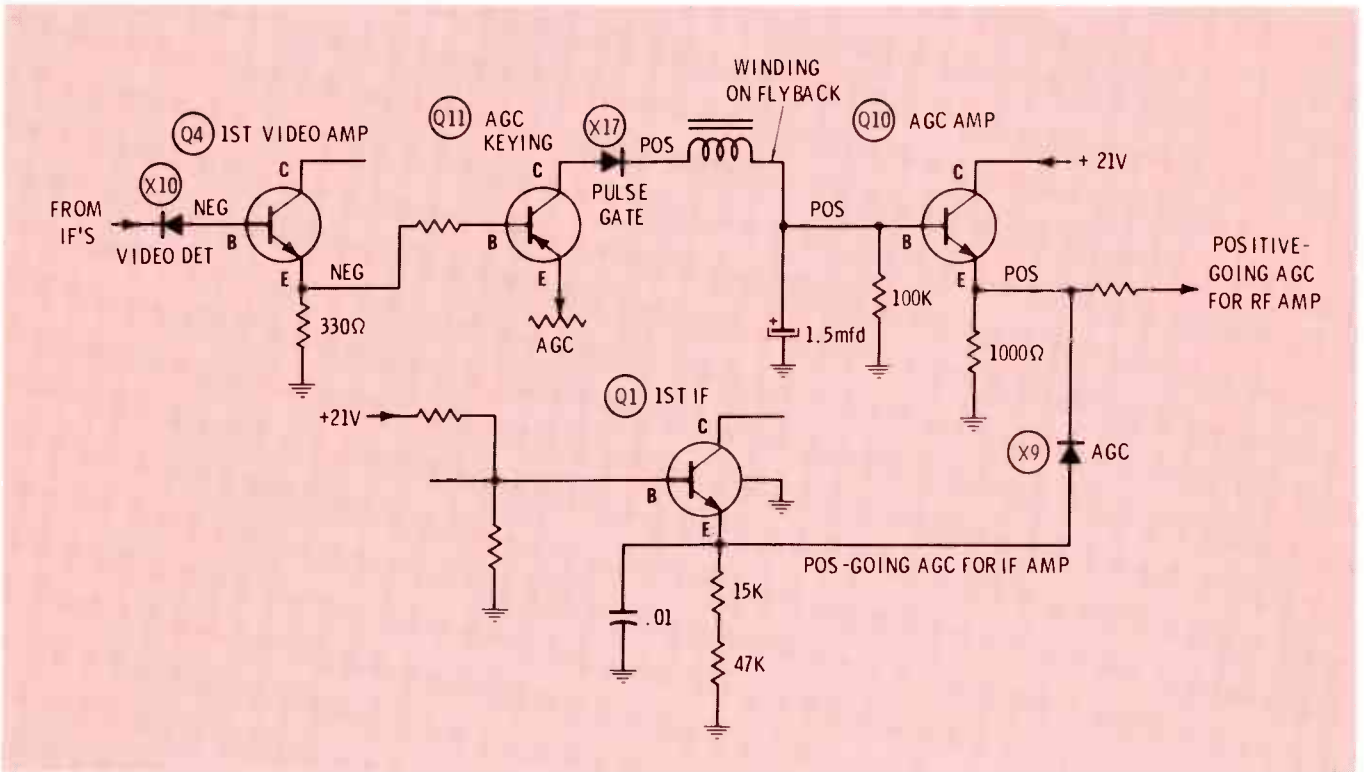 WINDING
ON FLYBACK
Q4 1ST VIDEO AMP
Q11 AGC
KEYING
X17
POS
Q10 AGC AMP
C
C
C
+ 21V
X10
NEG
FROM
IF'S
VIDEO DET
B
B
PULSE
GATE
POS
B
E
NEG
E
E
POS
POSITIVE-
GOING AGC
FOR RF AMP
330Ω
AGC
+
1.5mfd
100K
1000Ω
Q1 1ST IF
+21V
C
B
X9 AGC
E
POS-GOING AGC FOR IF AMP
.01
15K
47K